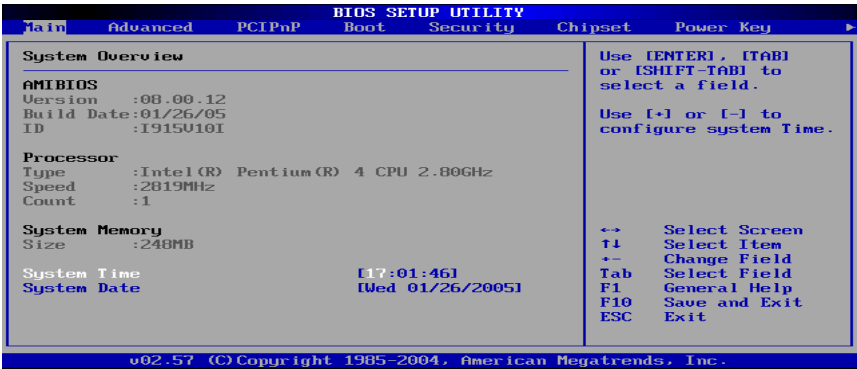 BIOS SETUP UTILITY
Main Advanced PCIPnP Boot Security Chipset Power Key
System Overview
AMIBIOS
Version :08.00.12
Build Date:01/26/05
ID :I915V10I
Processor
Type :Intel(R) Pentium(R) 4 CPU 2.80GHz
Speed :2819MHz
Count :1
System Memory
Size :248MB
System Time [17:01:46]
System Date [Wed 01/26/2005]
Use [ENTER], [TAB]
or [SHIFT-TAB] to
select a field.
Use [+] or [-] to
configure system Time.
←→ Select Screen
↑↓ Select Item
+- Change Field
Tab Select Field
F1 General Help
F10 Save and Exit
ESC Exit
v02.57 (C)Copyright 1985-2004, American Megatrends, Inc.